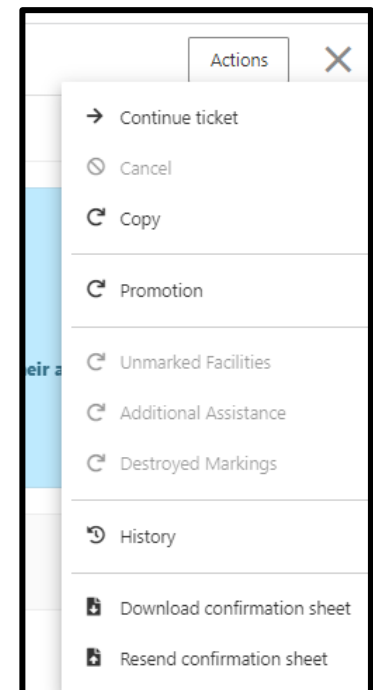 Actions
Continue ticket
Cancel
Copy
Promotion
Unmarked Facilities
eir a
Additional Assistance
Destroyed Markings
History
Download confirmation sheet
Resend confirmation sheet